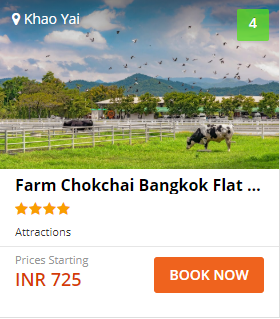 Khao Yai
4
Farm Chokchai Bangkok Flat ...
Attractions
Prices Starting
INR 725
BOOK NOW